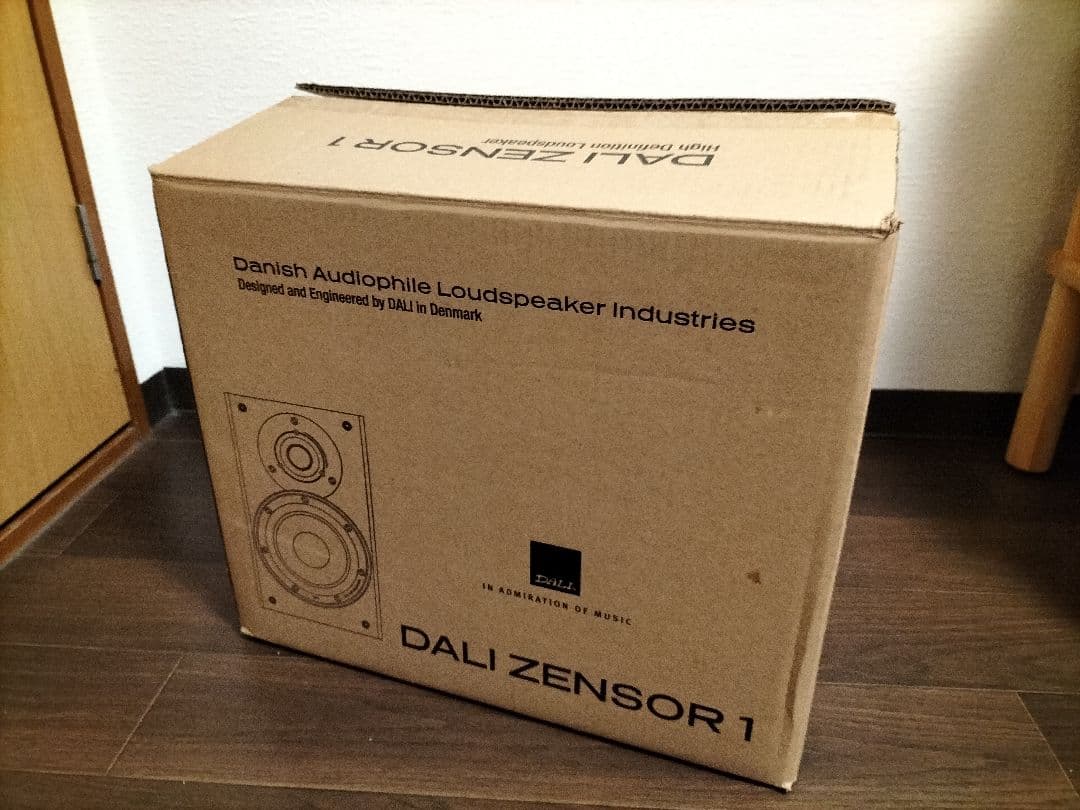 DALI ZENSOR 1
High Definition Loudspeaker
Danish Audiophile Loudspeaker Industries
Designed and Engineered by DALI in Denmark
DALI
IN ADMIRATION OF MUSIC
DALI ZENSOR 1